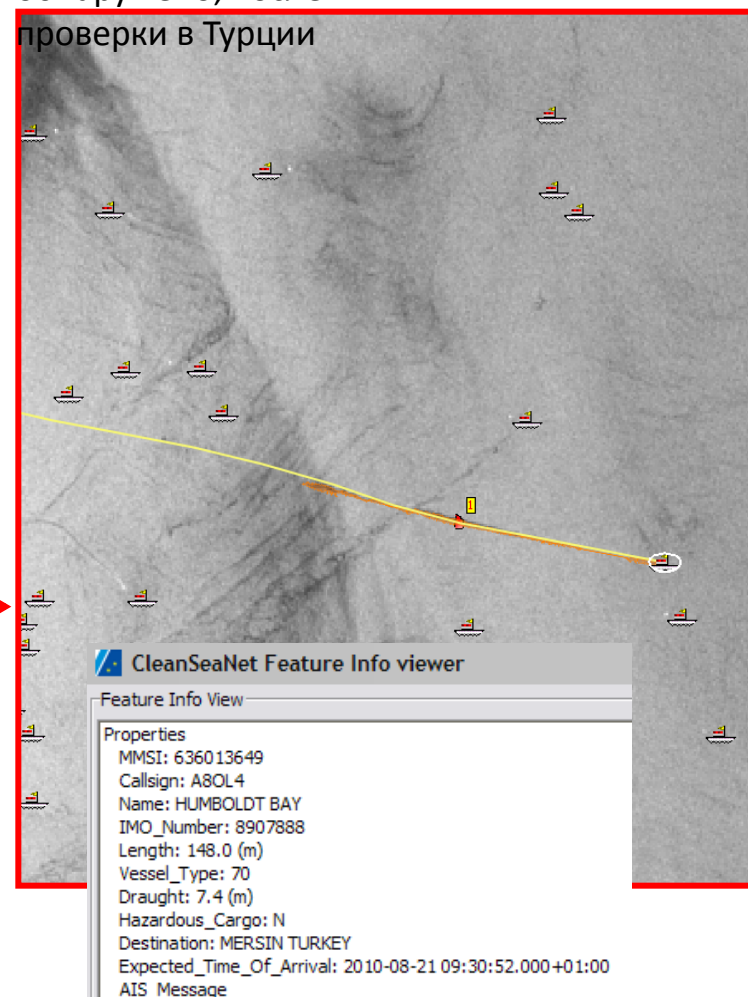 проверки в Турции
1
CleanSeaNet Feature Info viewer
Feature Info View
Properties
MMSI: 636013649
Callsign: A8OL4
Name: HUMBOLDT BAY
IMO_Number: 8907888
Length: 148.0 (m)
Vessel_Type: 70
Draught: 7.4 (m)
Hazardous_Cargo: N
Destination: MERSIN TURKEY
Expected_Time_Of_Arrival: 2010-08-21 09:30:52.000+01:00
AIS_Message